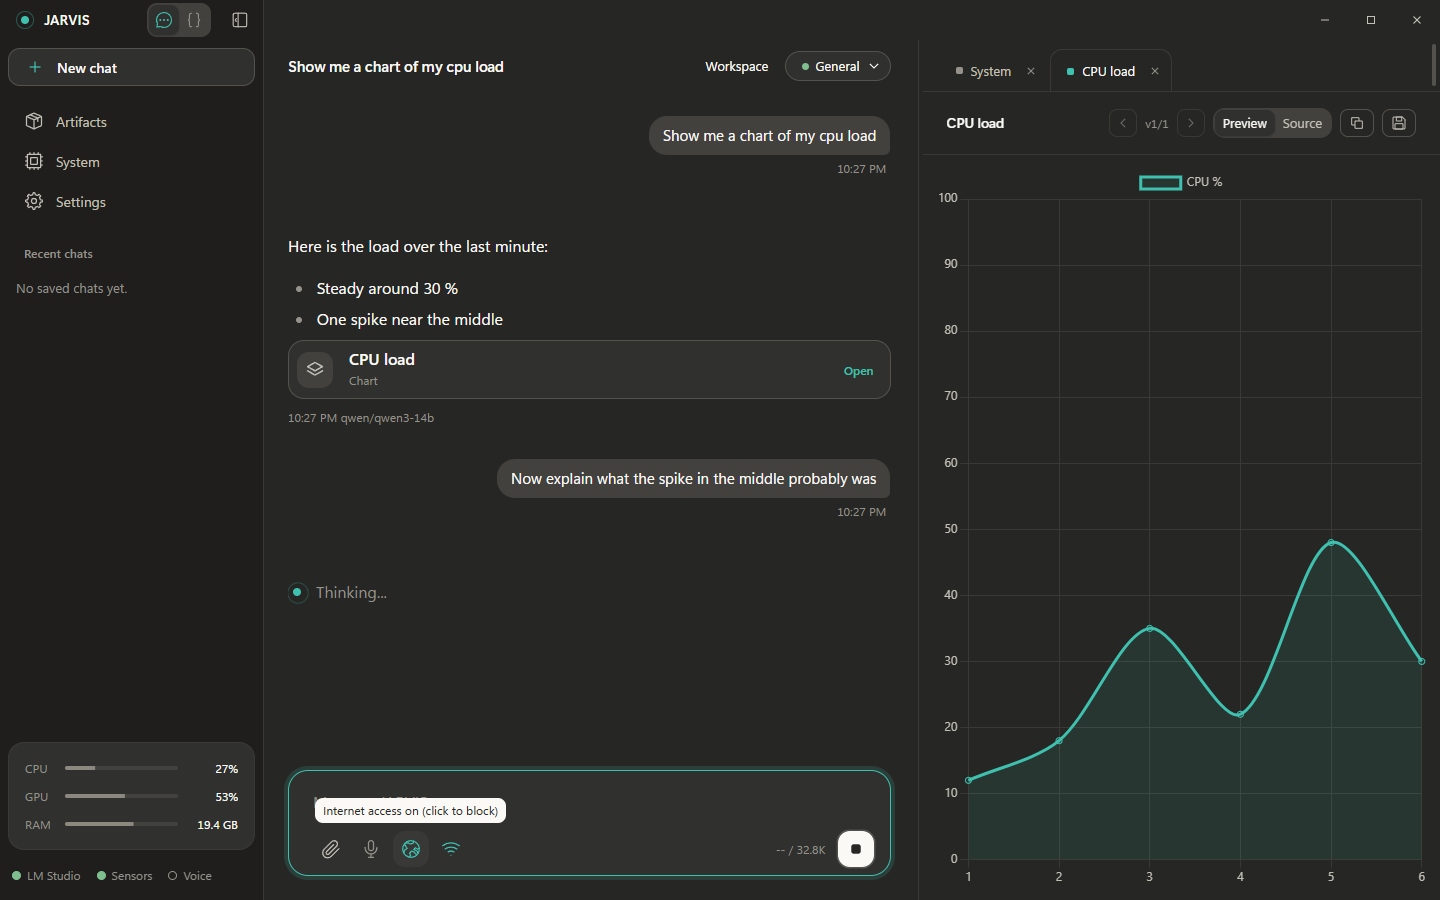 JARVIS
New chat
Artifacts
System
Settings
Recent chats
No saved chats yet.
CPU 27%
GPU 53%
RAM 19.4 GB
LM Studio Sensors Voice
Show me a chart of my cpu load
Workspace General
Show me a chart of my cpu load
10:27 PM
Here is the load over the last minute:
Steady around 30 %
One spike near the middle
CPU load
Chart
Open
10:27 PM qwen/qwen3-14b
Now explain what the spike in the middle probably was
10:27 PM
Thinking...
Internet access on (click to block)
-- / 32.8K
System CPU load
CPU load v1/1 Preview Source
CPU %
100
90
80
70
60
50
40
30
20
10
0
1 2 3 4 5 6